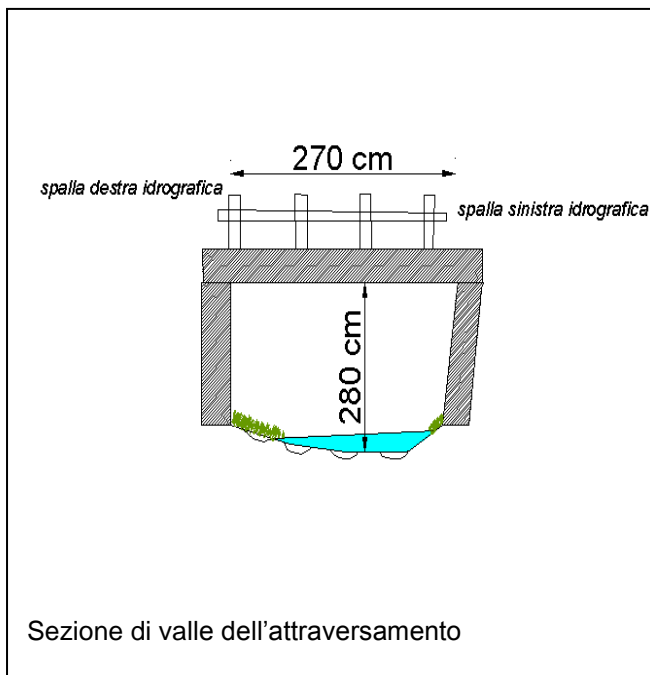 270 cm
spalla destra idrografica
spalla sinistra idrografica
280 cm
Sezione di valle dell'attraversamento